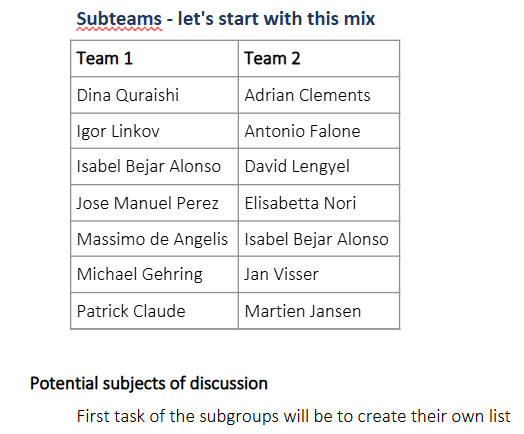 Subteams - let's start with this mix
Team 1 Team 2
Dina Quraishi Adrian Clements
Igor Linkov Antonio Falone
Isabel Bejar Alonso David Lengyel
Jose Manuel Perez Elisabetta Nori
Massimo de Angelis Isabel Bejar Alonso
Michael Gehring Jan Visser
Patrick Claude Martien Jansen
Potential subjects of discussion
First task of the subgroups will be to create their own list